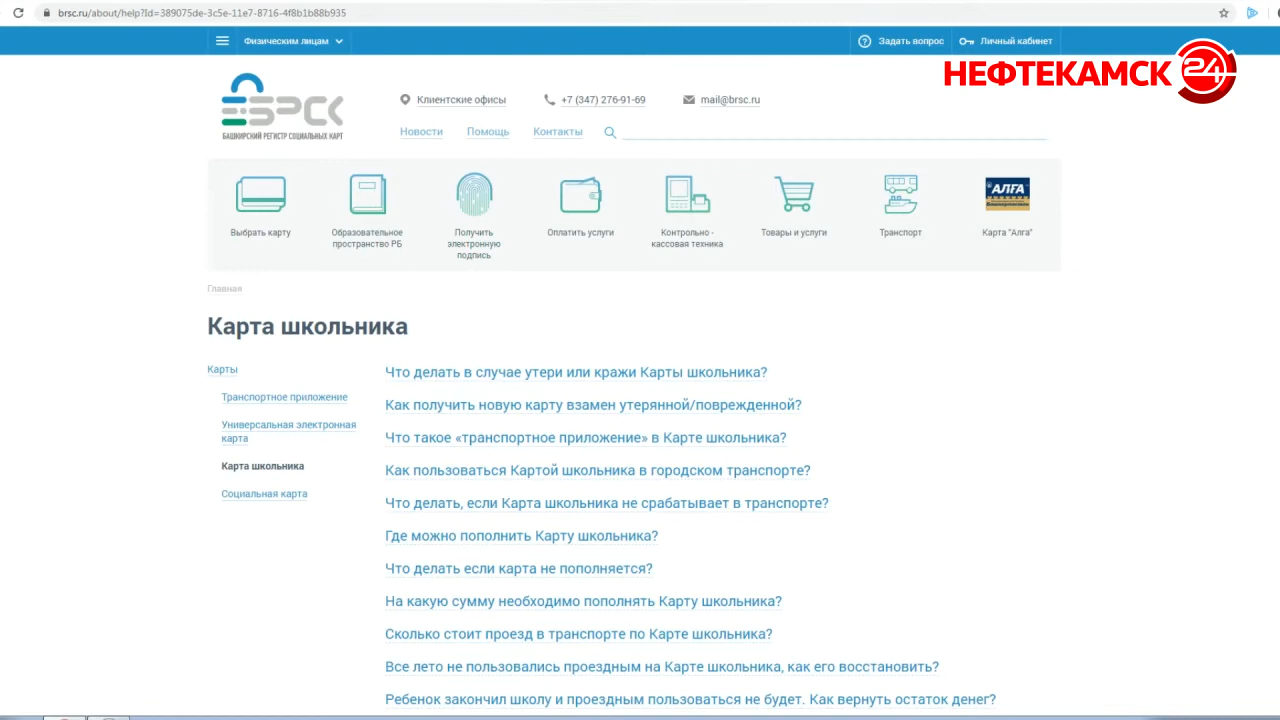 brsc.ru/about/help?Id=389075de-3c5e-11e7-8716-4f8b1b88b935
Физическим лицам
Задать вопрос
Личный кабинет
НЕФТЕКАМСК 24
БРСК
БАШКИРСКИЙ РЕГИСТР СОЦИАЛЬНЫХ КАРТ
Клиентские офисы
+7 (347) 276-91-69
mail@brsc.ru
Новости
Помощь
Контакты
Выбрать карту
Образовательное
пространство РБ
Получить
электронную
подпись
Оплатить услуги
Контрольно -
кассовая техника
Товары и услуги
Транспорт
АЛГА
Карта "Алга"
Главная
Карта школьника
Карты
Транспортное приложение
Универсальная электронная
карта
Карта школьника
Социальная карта
Что делать в случае утери или кражи Карты школьника?
Как получить новую карту взамен утерянной/поврежденной?
Что такое «транспортное приложение» в Карте школьника?
Как пользоваться Картой школьника в городском транспорте?
Что делать, если Карта школьника не срабатывает в транспорте?
Где можно пополнить Карту школьника?
Что делать если карта не пополняется?
На какую сумму необходимо пополнять Карту школьника?
Сколько стоит проезд в транспорте по Карте школьника?
Все лето не пользовались проездным на Карте школьника, как его восстановить?
Ребенок закончил школу и проездным пользоваться не будет. Как вернуть остаток денег?